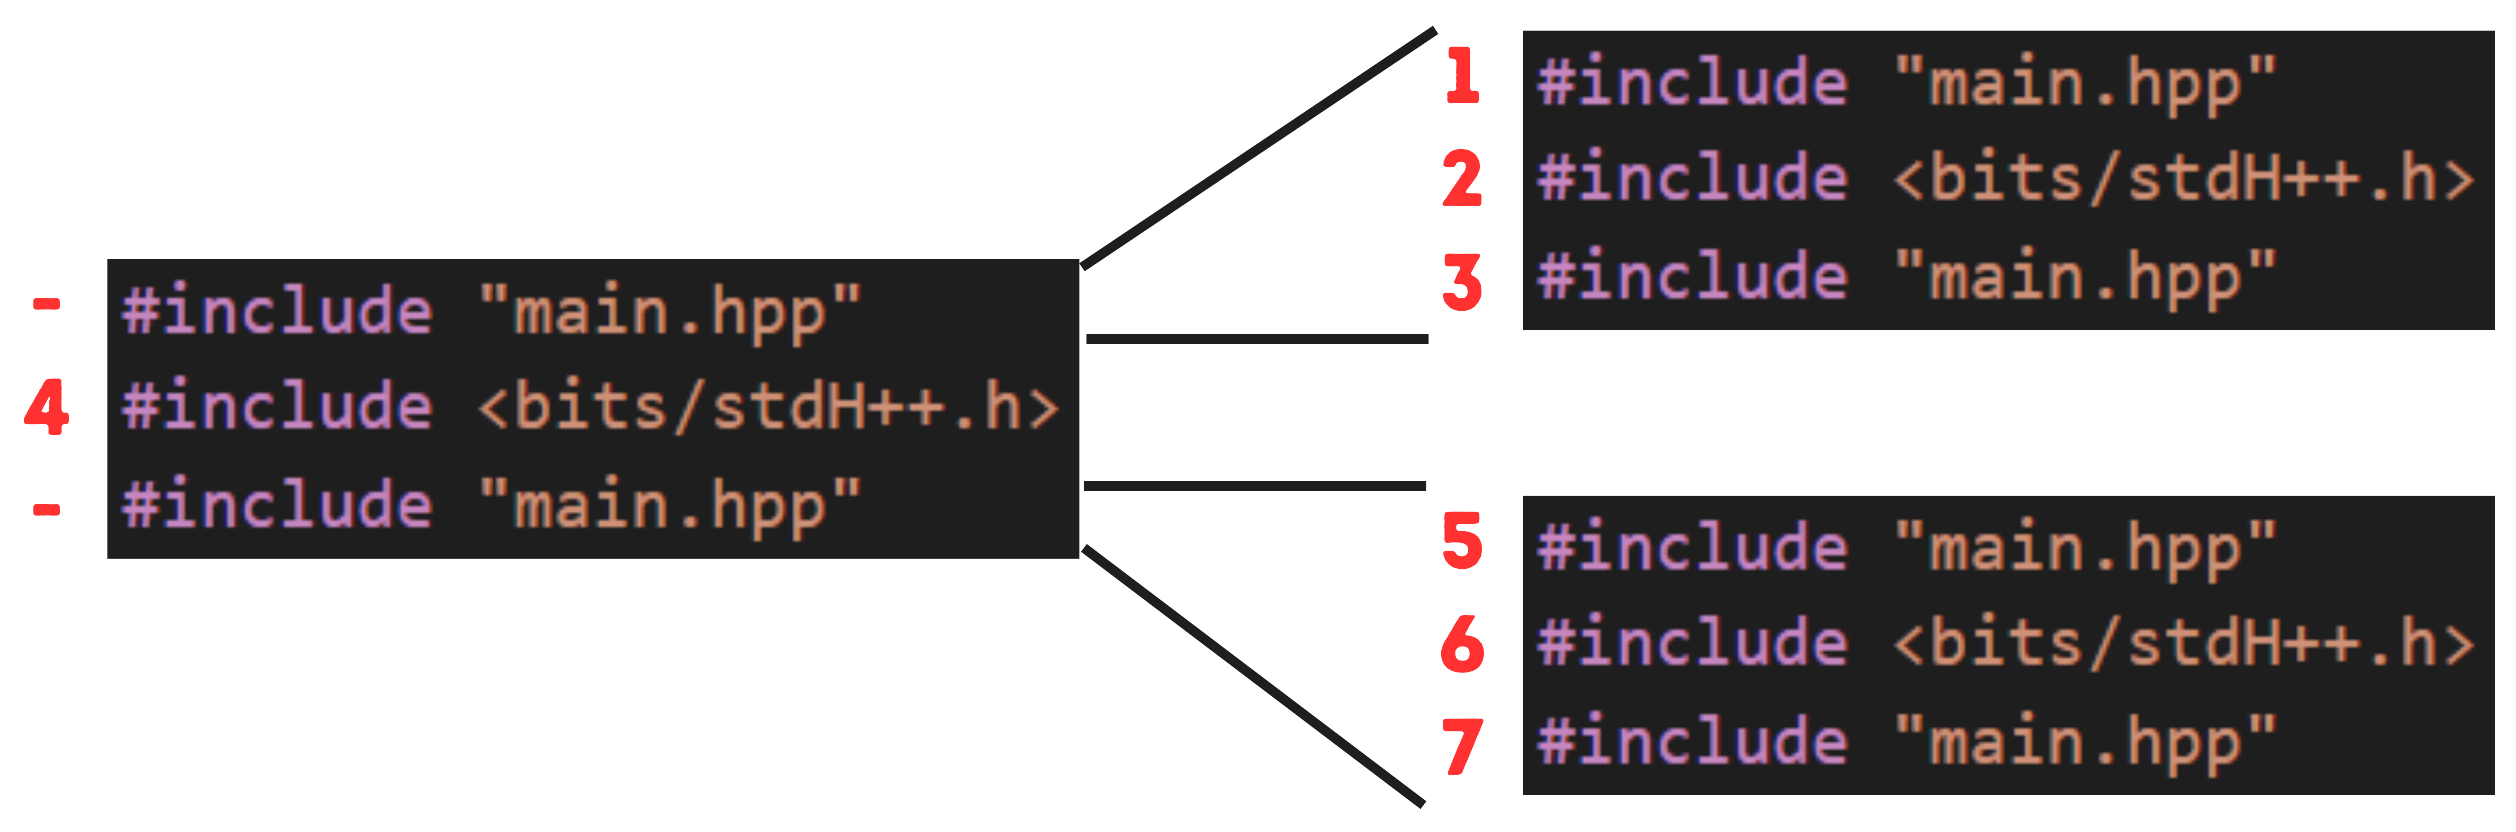 -
4
-
#include "main.hpp"
#include <bits/stdH++.h>
#include "main.hpp"
1
2
3
#include "main.hpp"
#include <bits/stdH++.h>
#include "main.hpp"
5
6
7
#include "main.hpp"
#include <bits/stdH++.h>
#include "main.hpp"